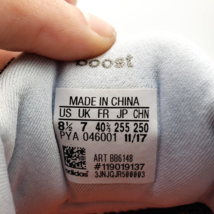 boost
MADE IN CHINA
US UK FR JP CHN
8½ 7 40⅔ 255 250
PYA 046001 11/17
ART BB6148
#119019137
adidas 3JNJQJR500003